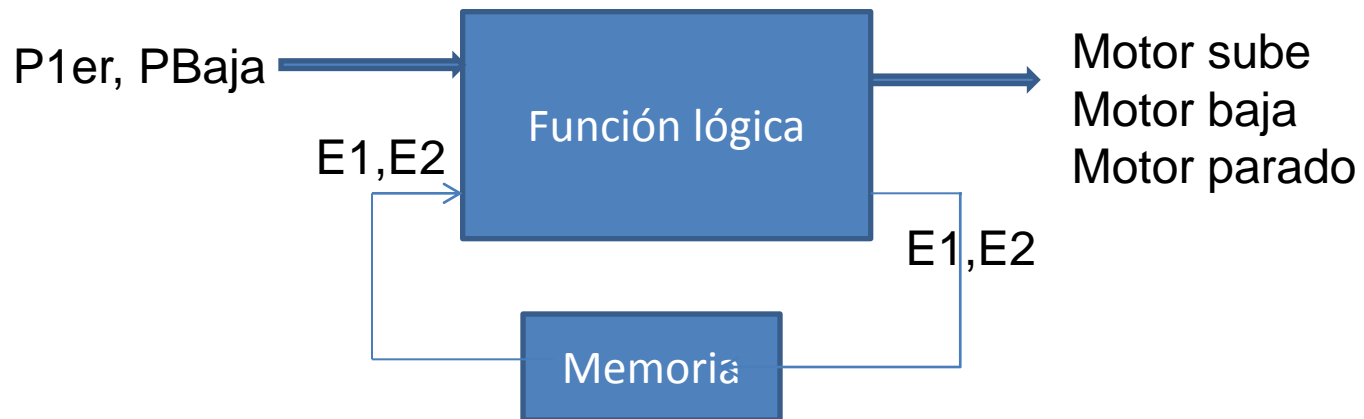 P1er, PBaja
E1,E2
Función lógica
Motor sube
Motor baja
Motor parado
E1,E2
Memoria